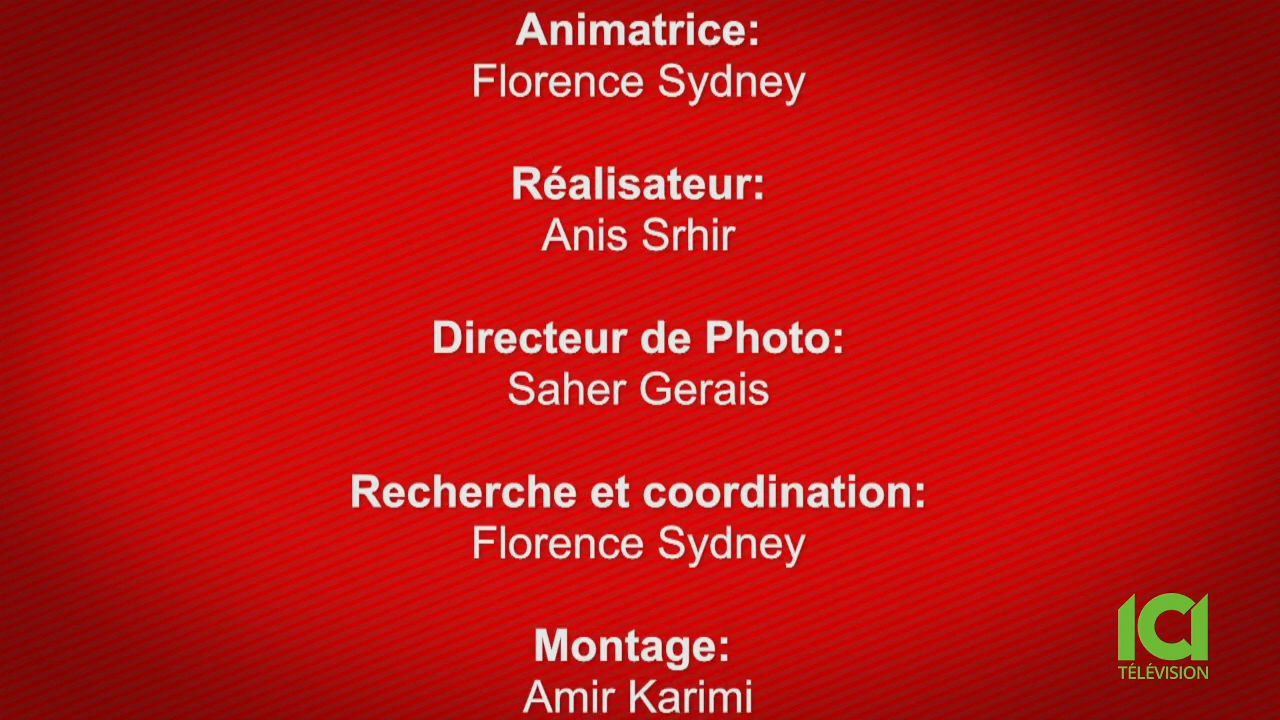 Animatrice:
Florence Sydney
Réalisateur:
Anis Srhir
Directeur de Photo:
Saher Gerais
Recherche et coordination:
Florence Sydney
Montage:
Amir Karimi
ICI
TÉLÉVISION